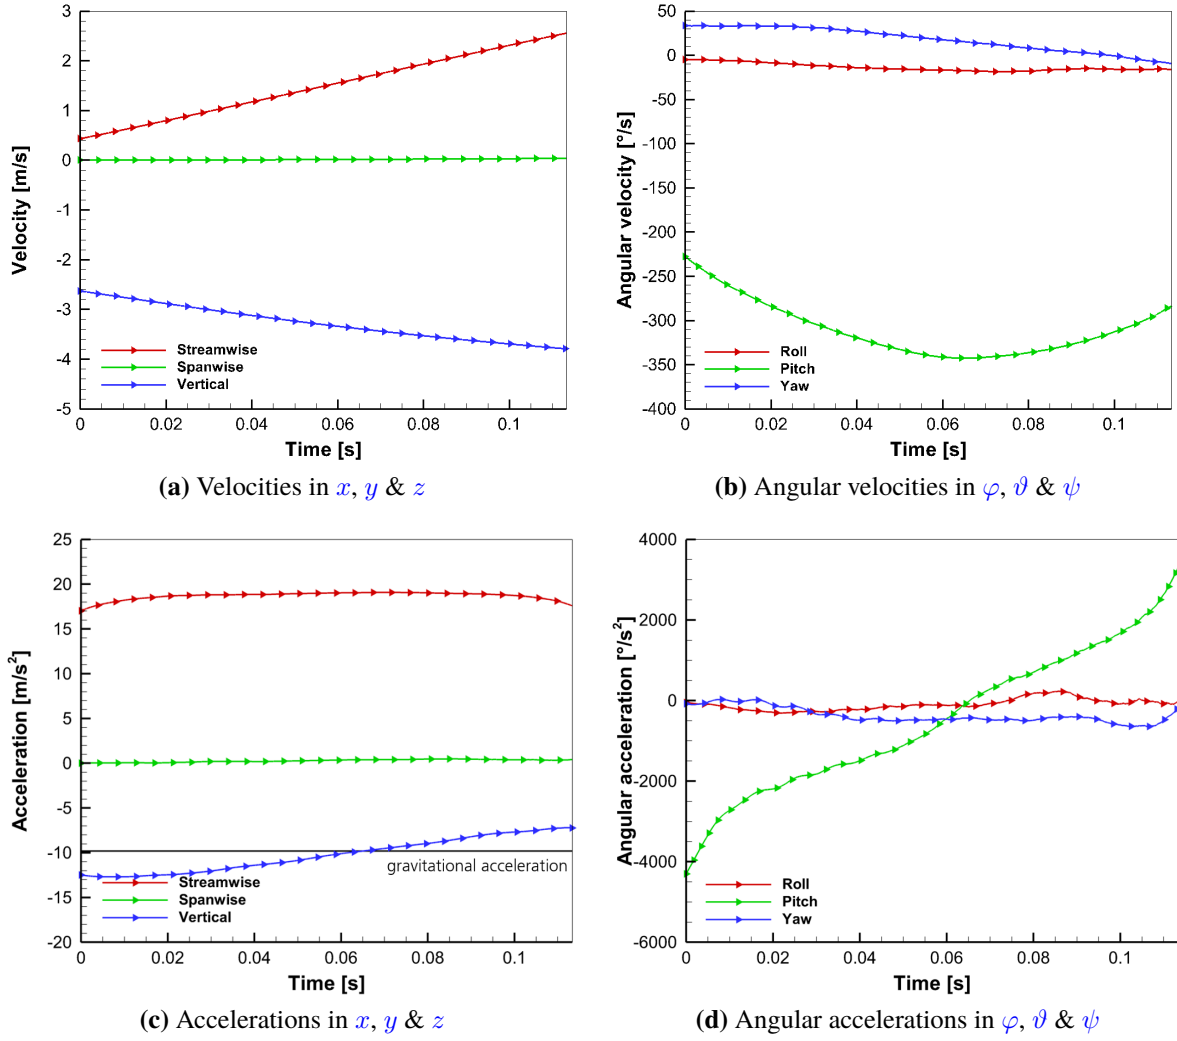 3
2
1
0
-1
-2
-3
-4
-5
Velocity [m/s]
Streamwise
Spanwise
Vertical
0 0.02 0.04 0.06 0.08 0.1
Time [s]
(a) Velocities in x, y & z
50
0
-50
-100
-150
-200
-250
-300
-350
-400
Angular velocity [°/s]
Roll
Pitch
Yaw
0 0.02 0.04 0.06 0.08 0.1
Time [s]
(b) Angular velocities in φ, ϑ & ψ
25
20
15
10
5
0
-5
-10
-15
-20
Acceleration [m/s²]
gravitational acceleration
Streamwise
Spanwise
Vertical
0 0.02 0.04 0.06 0.08 0.1
Time [s]
(c) Accelerations in x, y & z
4000
2000
0
-2000
-4000
-6000
Angular acceleration [°/s²]
Roll
Pitch
Yaw
0 0.02 0.04 0.06 0.08 0.1
Time [s]
(d) Angular accelerations in φ, ϑ & ψ